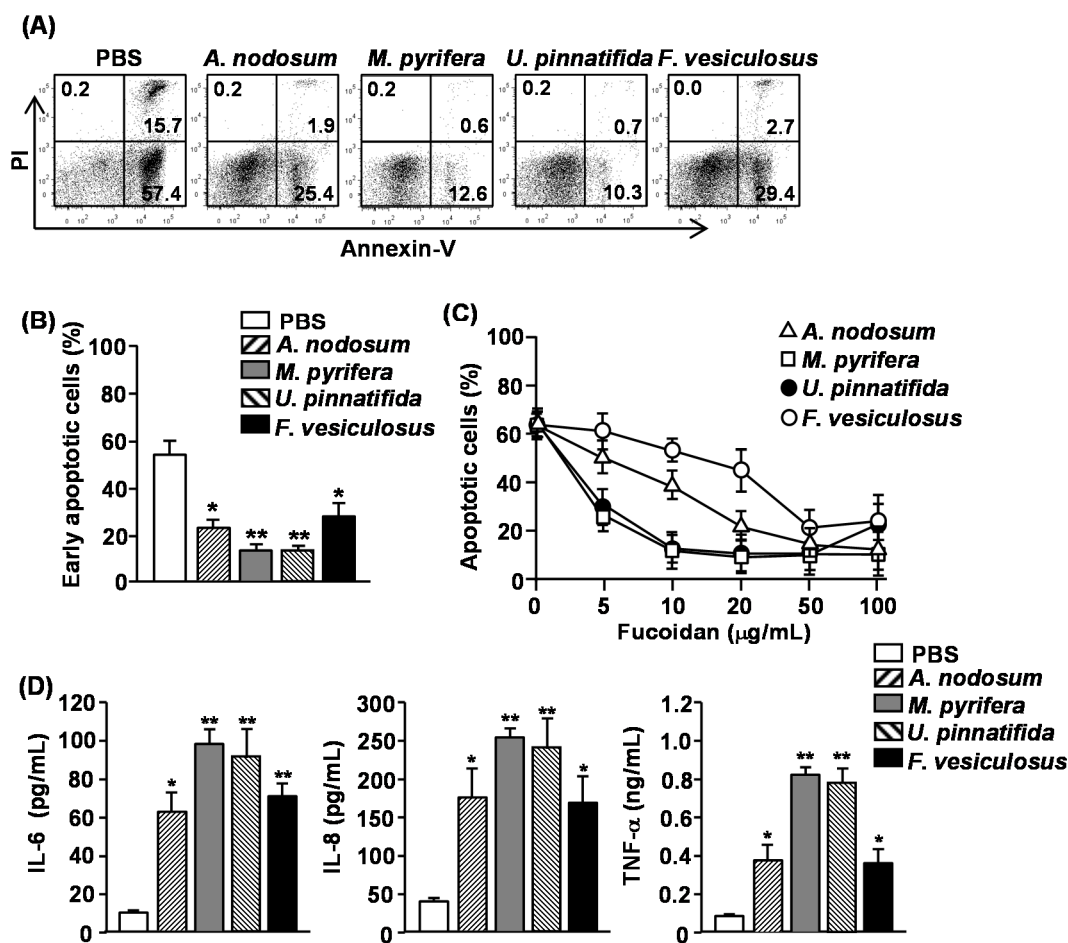 (A)
PBS A. nodosum M. pyrifera U. pinnatifida F. vesiculosus
0.2 0.2 0.2 0.2 0.0
15.7 1.9 0.6 0.7 2.7
57.4 25.4 12.6 10.3 29.4
PI
Annexin-V
(B)
PBS
A. nodosum
M. pyrifera
U. pinnatifida
F. vesiculosus
Early apoptotic cells (%)
100
80
60
40
20
0
* ** ** *
(C)
A. nodosum
M. pyrifera
U. pinnatifida
F. vesiculosus
Apoptotic cells (%)
100
80
60
40
20
0
0 5 10 20 50 100
Fucoidan (μg/mL)
PBS
A. nodosum
M. pyrifera
U. pinnatifida
F. vesiculosus
(D)
IL-6 (pg/mL)
120
100
80
60
40
20
0
* ** ** **
IL-8 (pg/mL)
300
250
200
150
100
50
0
* ** ** *
TNF-α (ng/mL)
1.2
1.0
0.8
0.6
0.4
0.2
0
* ** ** *